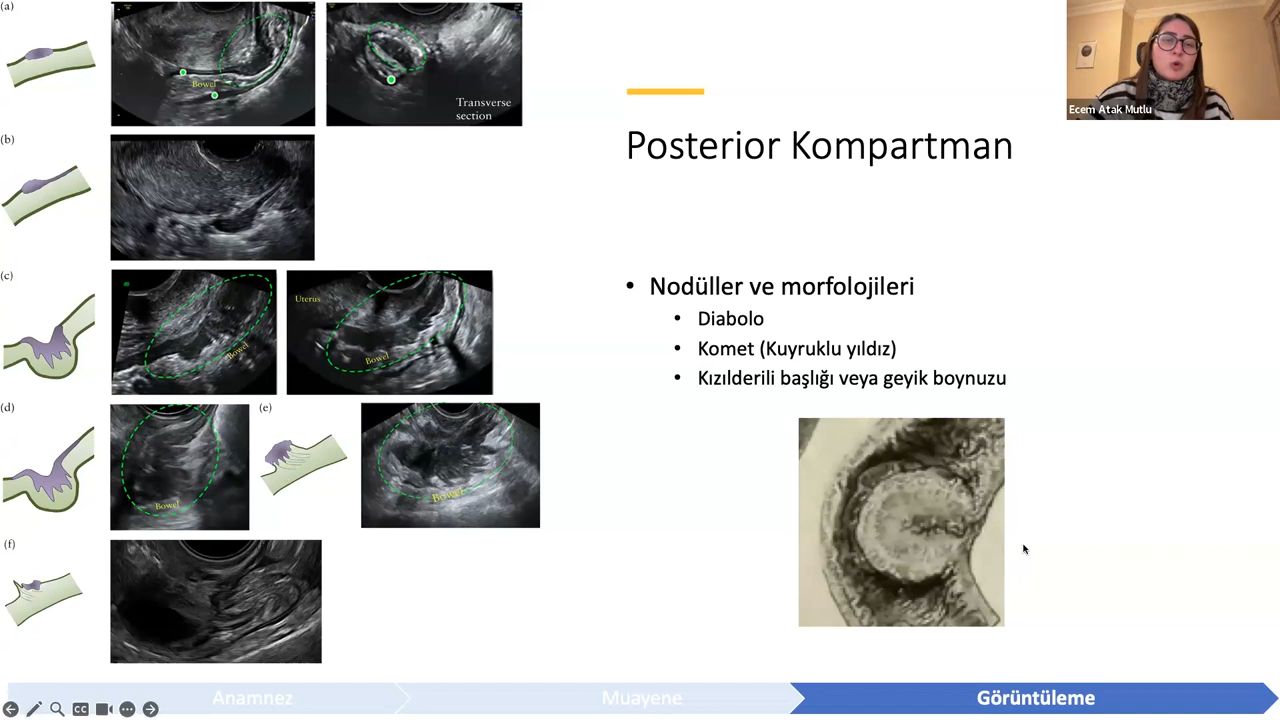 (a)
Bowel
Transverse
section
(b)
(c)
Bowel
Uterus
Bowel
(d)
Bowel
(e)
Bowel
(f)
Posterior Kompartman
• Nodüller ve morfolojileri
• Diabolo
• Komet (Kuyruklu yıldız)
• Kızılderili başlığı veya geyik boynuzu
Ecem Atak Mutlu
Anamnez
Muayene
Görüntüleme
CC